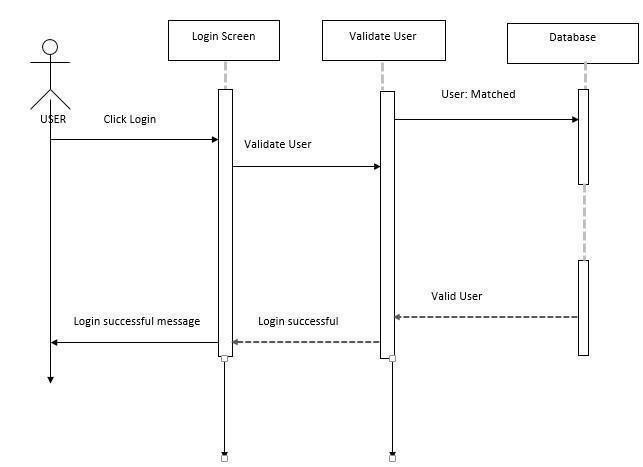 Login Screen
Validate User
Database
User: Matched
USER
Click Login
Validate User
Valid User
Login successful message
Login successful